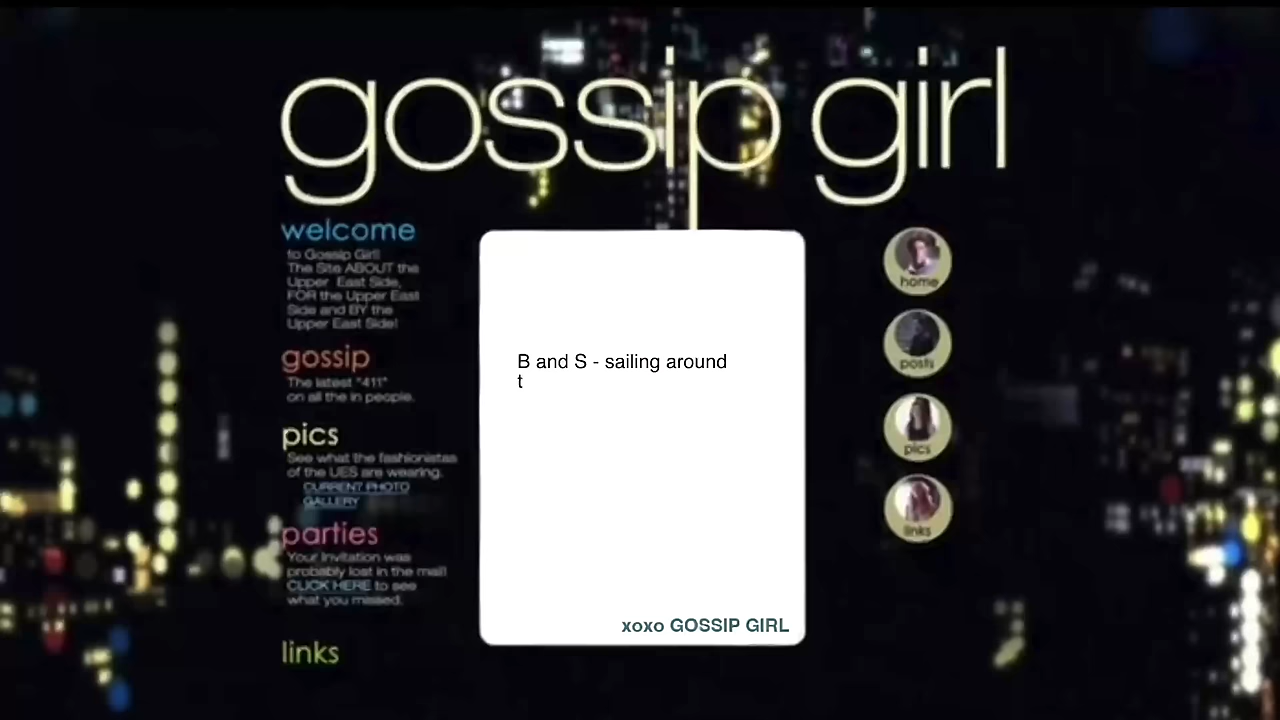 gossip girl
welcome
to Gossip Girl!
The Site ABOUT the
Upper East Side,
FOR the Upper East
Side and BY the
Upper East Side!
gossip
The latest "411"
on all the in people.
pics
See what the fashionistas
of the UES are wearing.
CURRENT PHOTO
GALLERY
parties
Your Invitation was
probably lost in the mail!
CLICK HERE to see
what you missed.
links
B and S - sailing around
t
xoxo GOSSIP GIRL
home
posts
pics
links